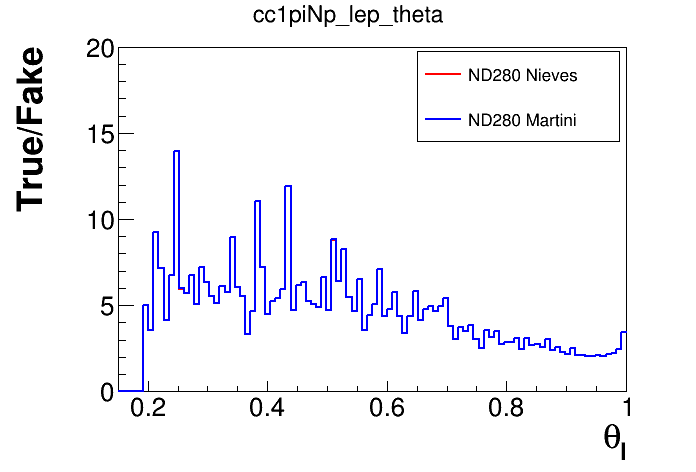 cc1piNp_lep_theta
True/Fake
20
15
10
5
0
ND280 Nieves
ND280 Martini
0.2 0.4 0.6 0.8 1
θl